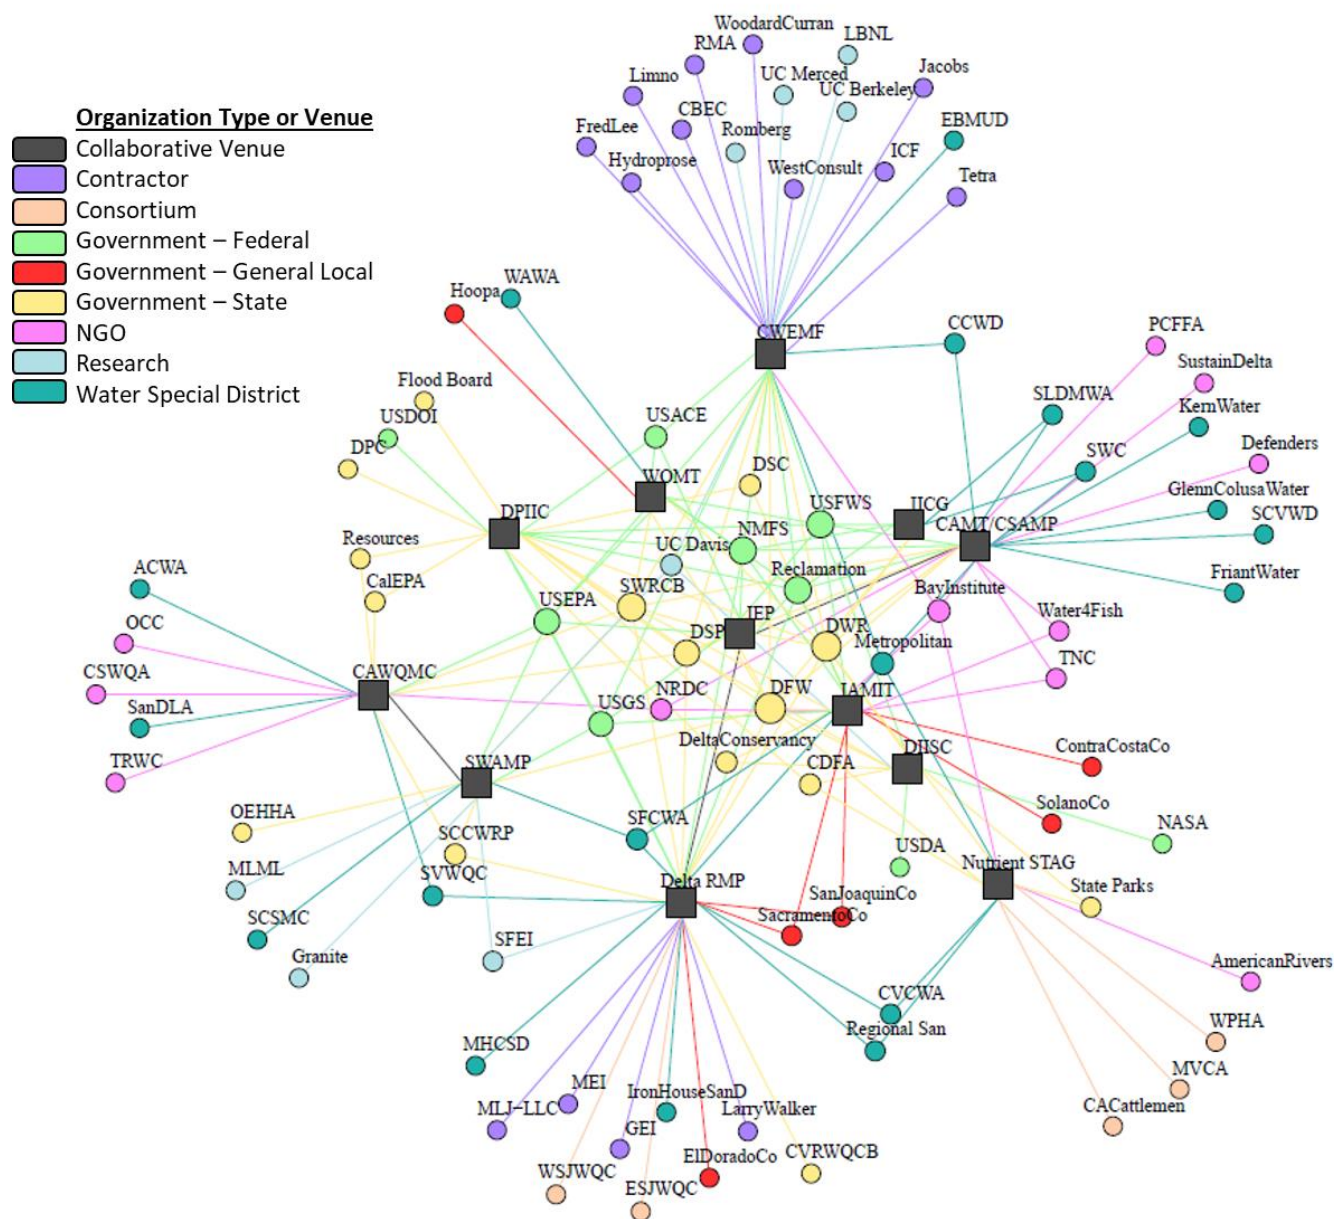 Organization Type or Venue
Collaborative Venue
Contractor
Consortium
Government – Federal
Government – General Local
Government – State
NGO
Research
Water Special District
WoodardCurran
LBNL
RMA
UC Merced
Jacobs
Limno
UC Berkeley
CBEC
EBMUD
FredLee
Romberg
ICF
Hydroprose
WestConsult
Tetra
WAWA
Hoopa
CWEMF
CCWD
PCFFA
SustainDelta
Flood Board
SLDMWA
KernWater
USDOI
USACE
DPC
DSC
SWC
Defenders
WOMT
GlennColusaWater
DPIIC
USFWS
IICG
SCVWD
NMFS
CAMT/CSAMP
Resources
UC Davis
Reclamation
ACWA
CalEPA
SWRCB
FriantWater
USEPA
BayInstitute
IEP
Water4Fish
OCC
DSP
DWR
Metropolitan
CSWQA
CAWQMC
TNC
SanDLA
USGS
NRDC
DFW
IAMIT
DeltaConservancy
DIISC
ContraCostaCo
TRWC
SWAMP
CDFA
SolanoCo
OEHHA
SFCWA
NASA
SCCWRP
USDA
MLML
SVWQC
Delta RMP
Nutrient STAG
SanJoaquinCo
State Parks
SCSMC
SacramentoCo
Granite
SFEI
AmericanRivers
CVCWA
Regional San
WPHA
MHCSD
MVCA
MEI
IronHouseSanD
MLJ-LLC
LarryWalker
CACattlemen
GEI
ElDoradoCo
CVRWQCB
WSJWQC
ESJWQC